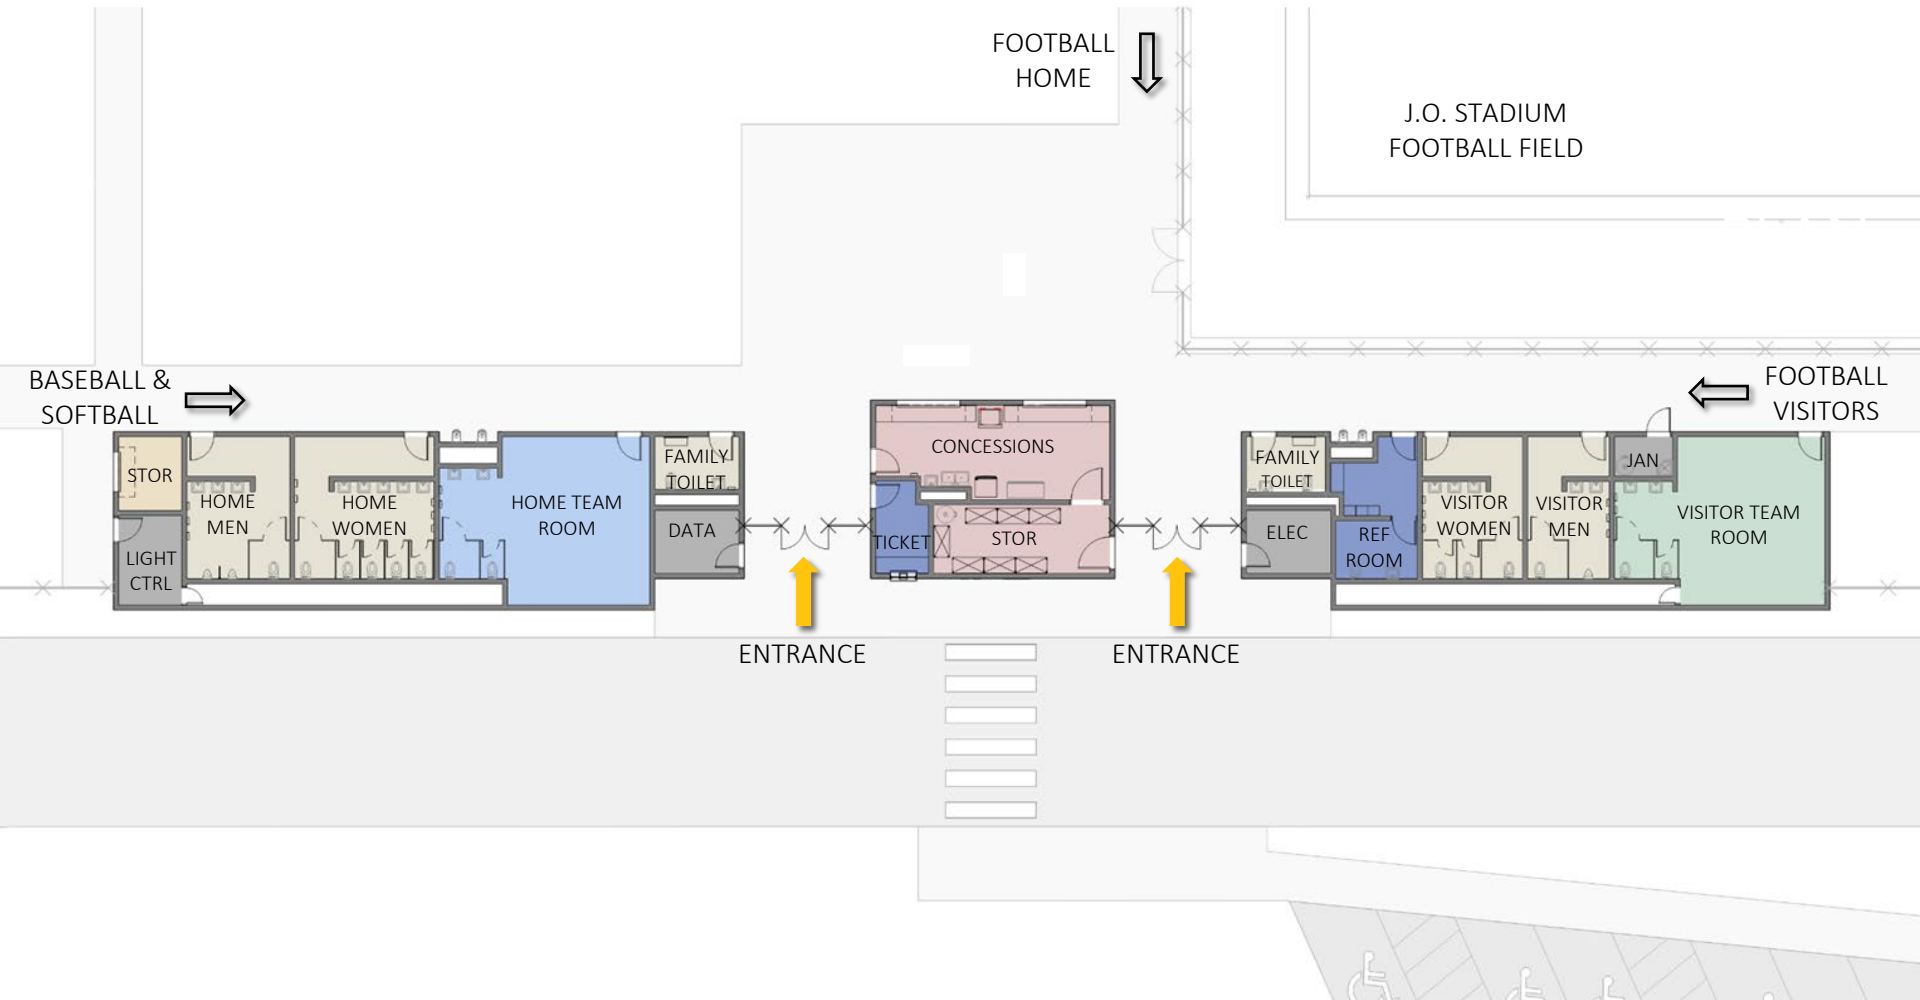 FOOTBALL
HOME
J.O. STADIUM
FOOTBALL FIELD
BASEBALL &
SOFTBALL
FOOTBALL
VISITORS
STOR
LIGHT
CTRL
HOME
MEN
HOME
WOMEN
HOME TEAM
ROOM
FAMILY
TOILET
DATA
CONCESSIONS
TICKET
STOR
FAMILY
TOILET
ELEC
REF
ROOM
VISITOR
WOMEN
VISITOR
MEN
JAN
VISITOR TEAM
ROOM
ENTRANCE
ENTRANCE